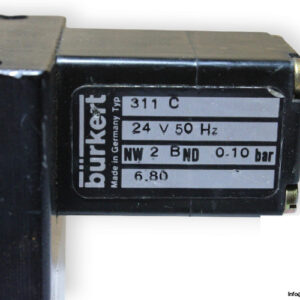 bürkert
Made in Germany Typ
311 C
24 V 50 Hz
NW 2 B ND 0-10 bar
6.80